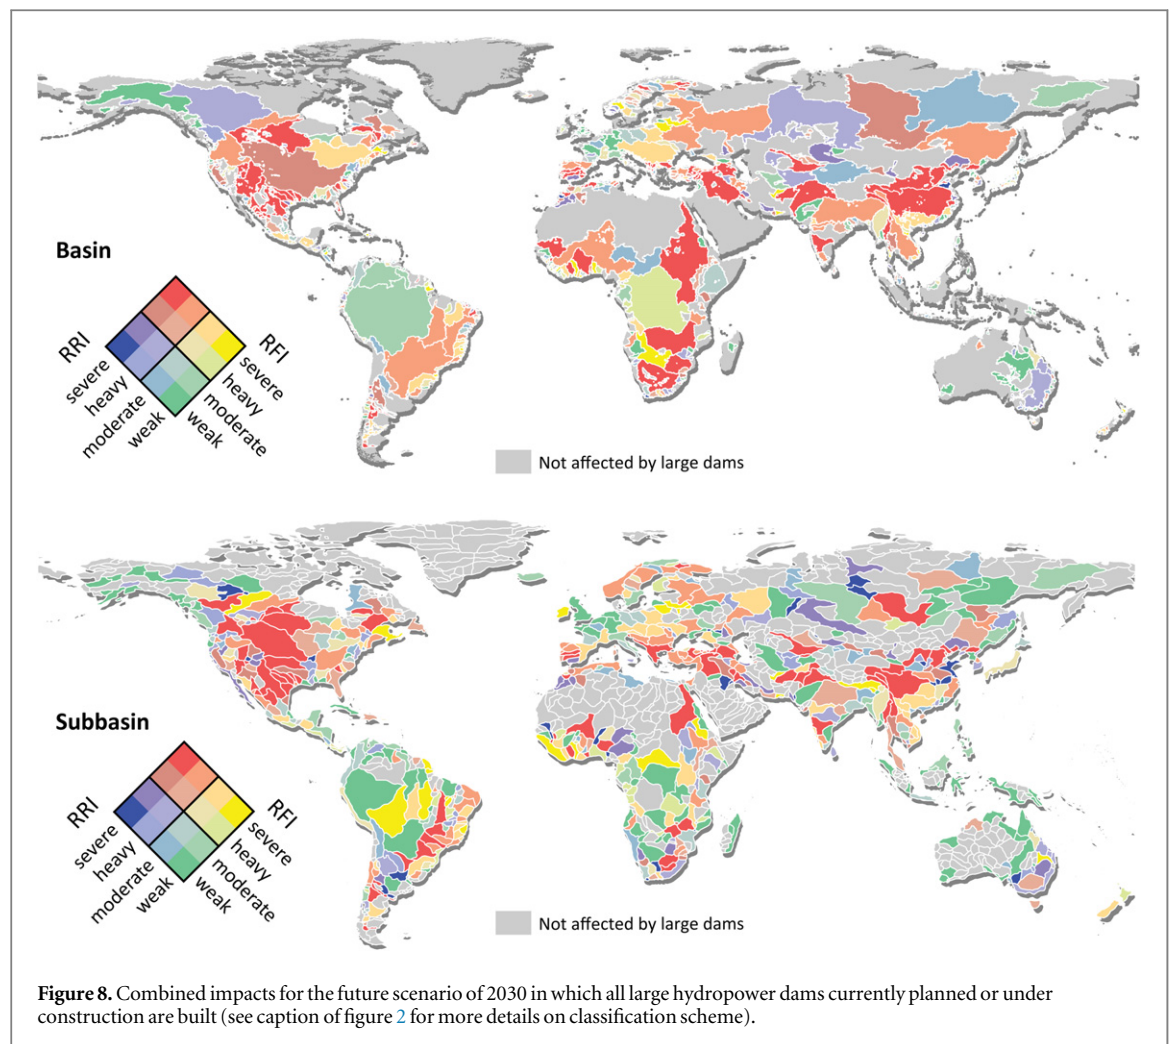 Basin
RRI
RFI
severe
heavy
moderate
weak
severe
heavy
moderate
weak
Not affected by large dams
Subbasin
RRI
RFI
severe
heavy
moderate
weak
severe
heavy
moderate
weak
Not affected by large dams
Figure 8. Combined impacts for the future scenario of 2030 in which all large hydropower dams currently planned or under
construction are built (see caption of figure 2 for more details on classification scheme).